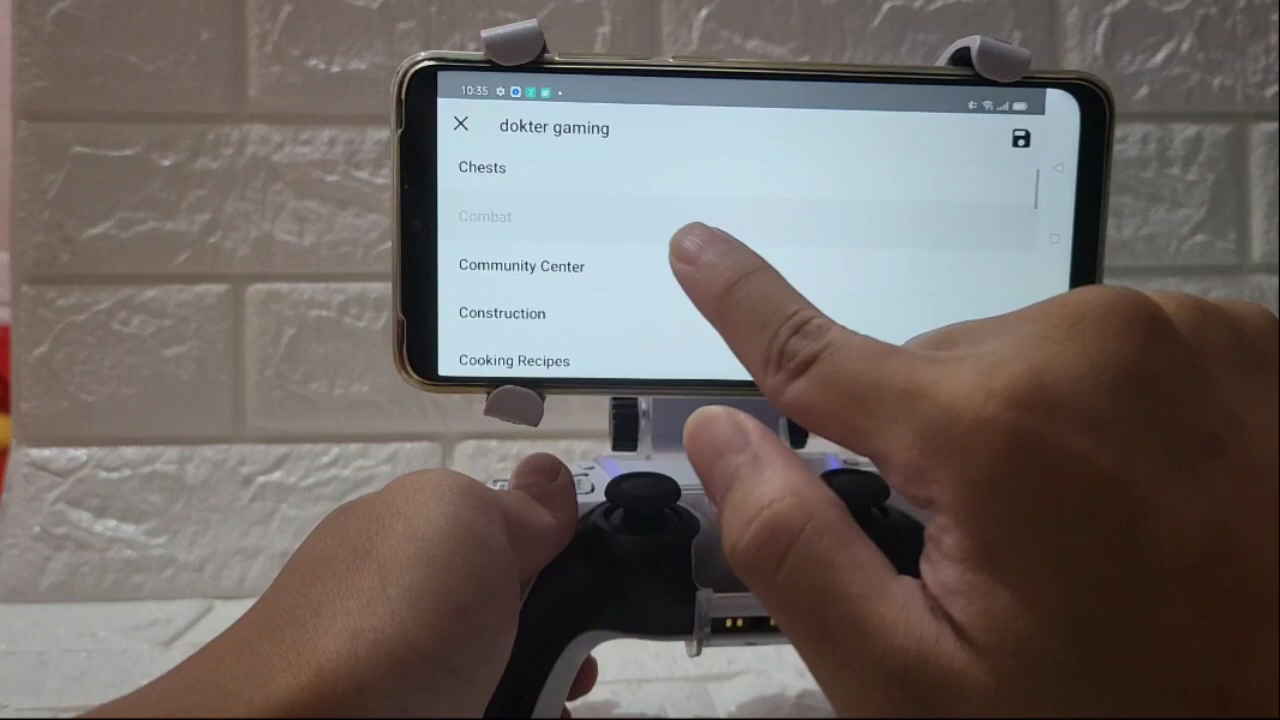 10:35
dokter gaming
Chests
Combat
Community Center
Construction
Cooking Recipes